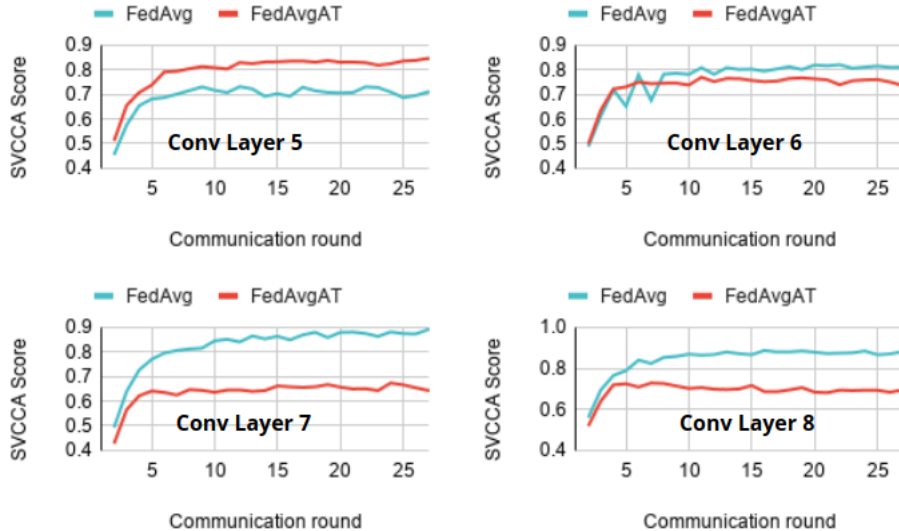 FedAvg FedAvgAT
SVCCA Score
0.9
0.8
0.7
0.6
0.5
0.4
Conv Layer 5
5 10 15 20 25
Communication round
FedAvg FedAvgAT
SVCCA Score
0.9
0.8
0.7
0.6
0.5
0.4
Conv Layer 6
5 10 15 20 25
Communication round
FedAvg FedAvgAT
SVCCA Score
0.9
0.8
0.7
0.6
0.5
0.4
Conv Layer 7
5 10 15 20 25
Communication round
FedAvg FedAvgAT
SVCCA Score
1.0
0.8
0.6
0.4
Conv Layer 8
5 10 15 20 25
Communication round